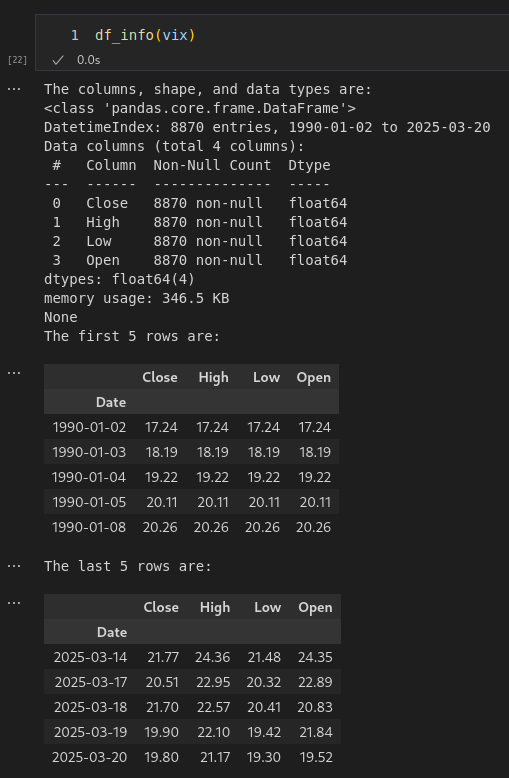 1 df_info(vix)
[22] ✓ 0.0s
... The columns, shape, and data types are:
<class 'pandas.core.frame.DataFrame'>
DatetimeIndex: 8870 entries, 1990-01-02 to 2025-03-20
Data columns (total 4 columns):
 #   Column  Non-Null Count  Dtype
---  ------  --------------  -----
 0   Close   8870 non-null   float64
 1   High    8870 non-null   float64
 2   Low     8870 non-null   float64
 3   Open    8870 non-null   float64
dtypes: float64(4)
memory usage: 346.5 KB
None
The first 5 rows are:
...
Close High Low Open
Date
1990-01-02 17.24 17.24 17.24 17.24
1990-01-03 18.19 18.19 18.19 18.19
1990-01-04 19.22 19.22 19.22 19.22
1990-01-05 20.11 20.11 20.11 20.11
1990-01-08 20.26 20.26 20.26 20.26
... The last 5 rows are:
...
Close High Low Open
Date
2025-03-14 21.77 24.36 21.48 24.35
2025-03-17 20.51 22.95 20.32 22.89
2025-03-18 21.70 22.57 20.41 20.83
2025-03-19 19.90 22.10 19.42 21.84
2025-03-20 19.80 21.17 19.30 19.52